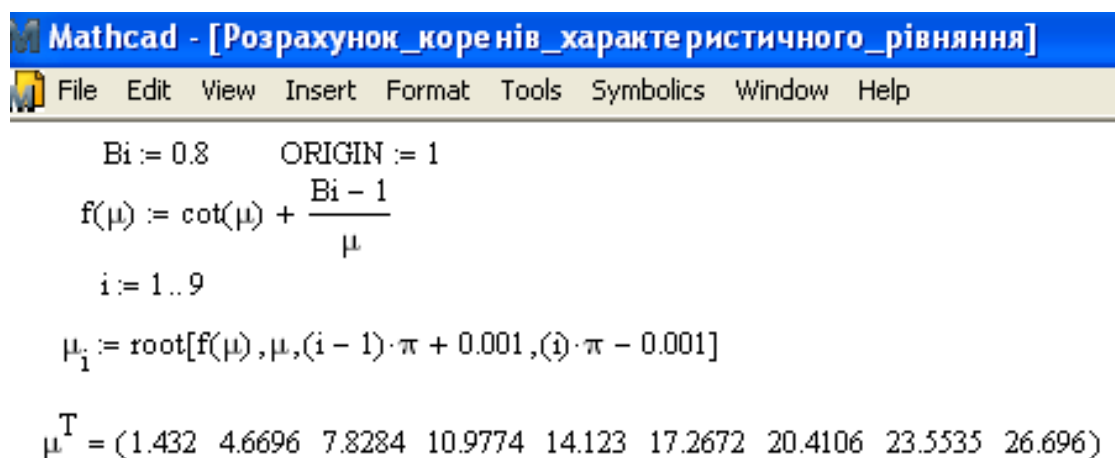 Mathcad - [Розрахунок_коренів_характеристичного_рівняння]
File Edit View Insert Format Tools Symbolics Window Help
Bi := 0.8 ORIGIN := 1
f(μ) := cot(μ) + (Bi − 1)/μ
i := 1 .. 9
μ_i := root[f(μ) ,μ,(i − 1)·π + 0.001 ,(i)·π − 0.001]
μ^T = (1.432 4.6696 7.8284 10.9774 14.123 17.2672 20.4106 23.5535 26.696)